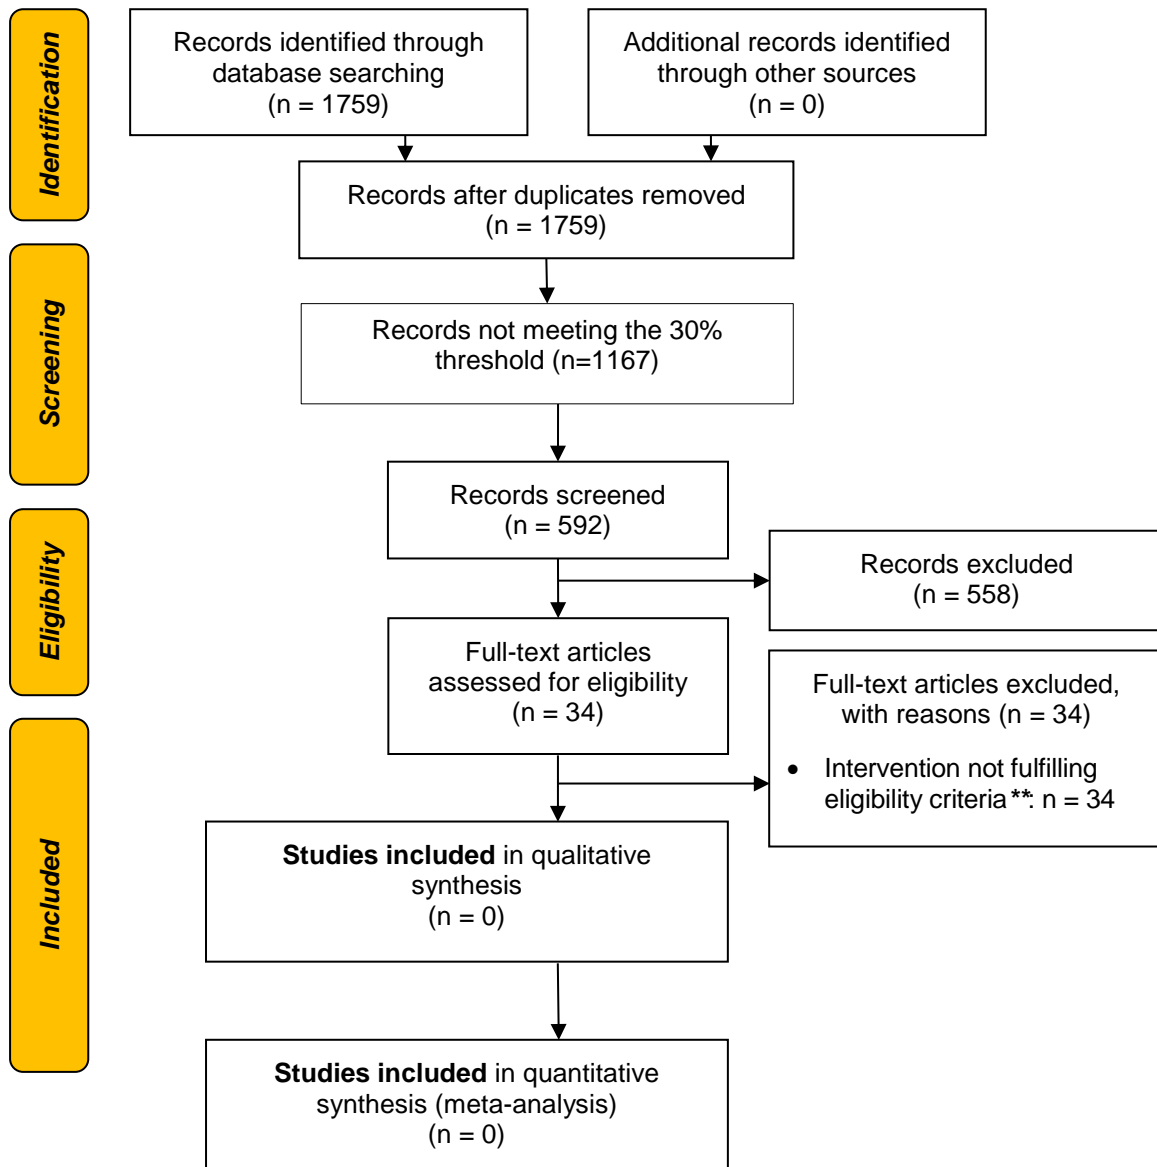 Identification
Records identified through
database searching
(n = 1759)
Additional records identified
through other sources
(n = 0)
Records after duplicates removed
(n = 1759)
Screening
Records not meeting the 30%
threshold (n=1167)
Records screened
(n = 592)
Eligibility
Records excluded
(n = 558)
Full-text articles
assessed for eligibility
(n = 34)
Full-text articles excluded,
with reasons (n = 34)
• Intervention not fulfilling
eligibility criteria**: n = 34
Included
Studies included in qualitative
synthesis
(n = 0)
Studies included in quantitative
synthesis (meta-analysis)
(n = 0)